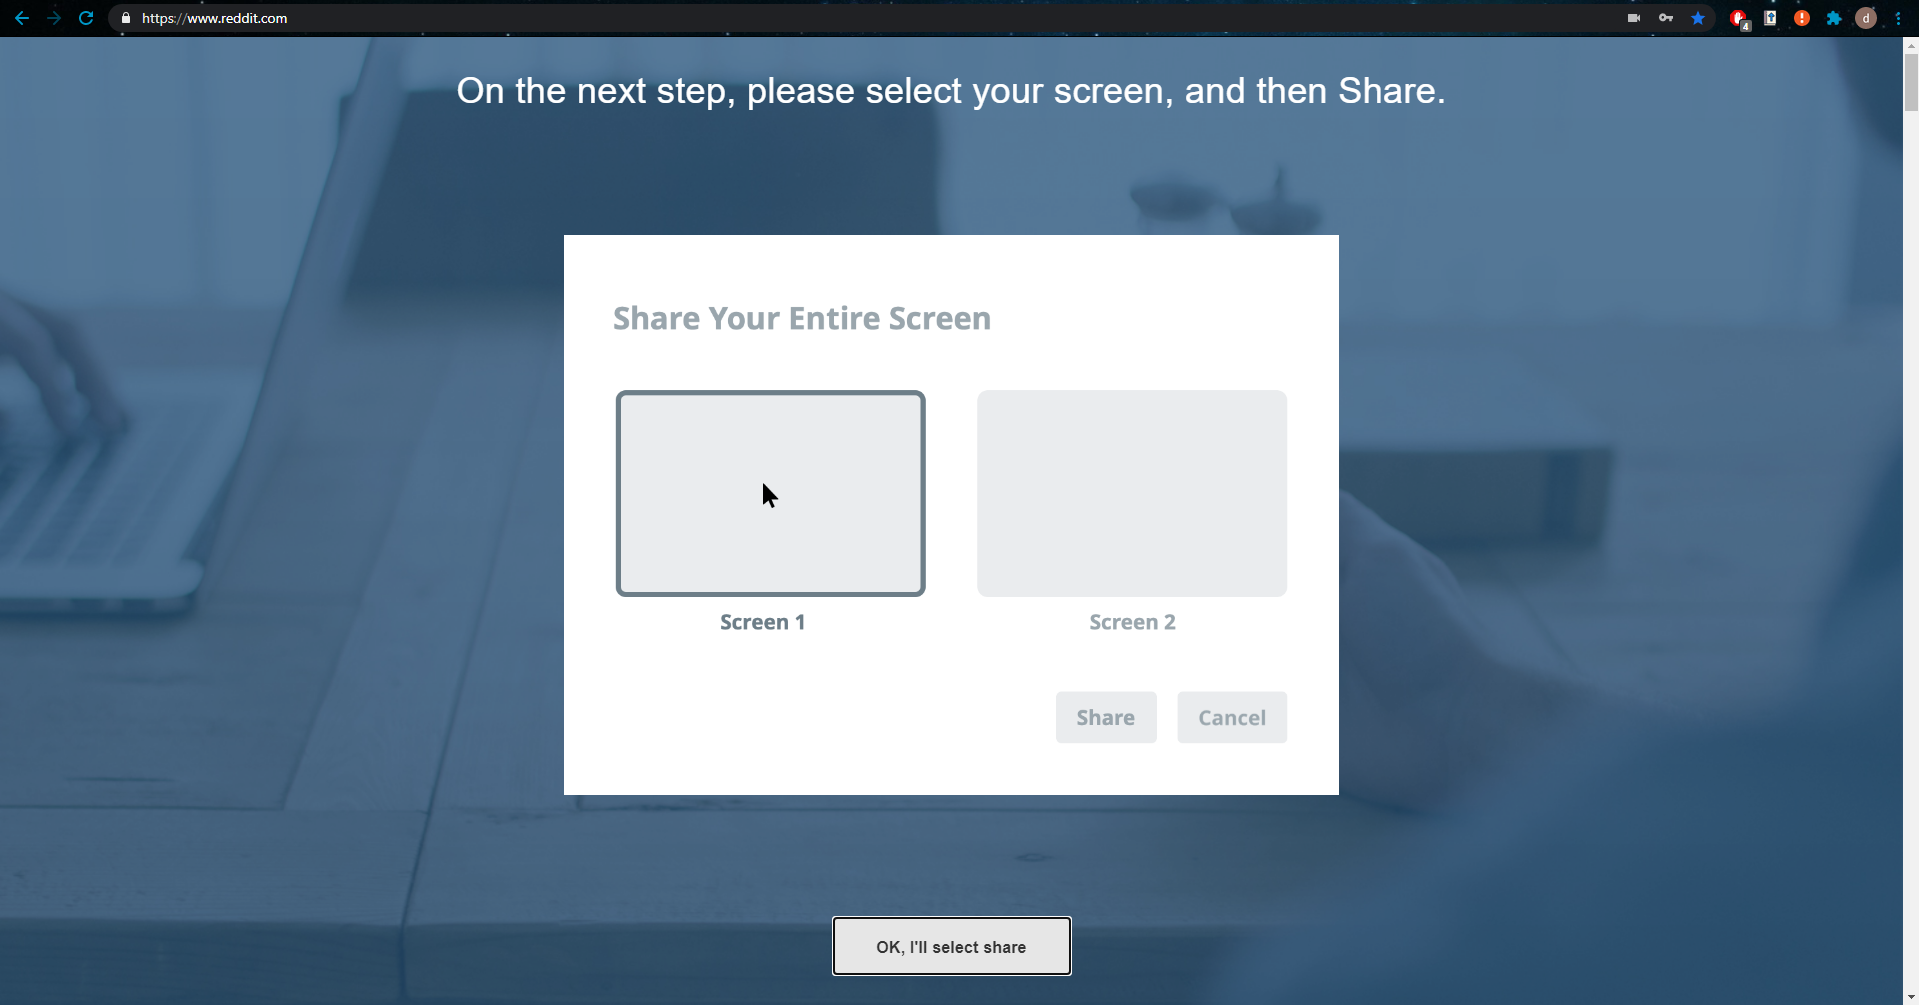 https://www.reddit.com
4
d
On the next step, please select your screen, and then Share.
Share Your Entire Screen
Screen 1
Screen 2
Share
Cancel
OK, I'll select share